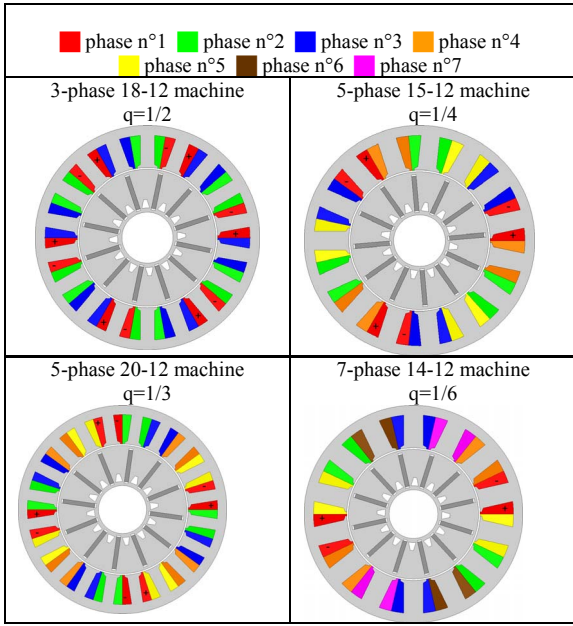 phase n°1 phase n°2 phase n°3 phase n°4
phase n°5 phase n°6 phase n°7
3-phase 18-12 machine
q=1/2
5-phase 15-12 machine
q=1/4
5-phase 20-12 machine
q=1/3
7-phase 14-12 machine
q=1/6